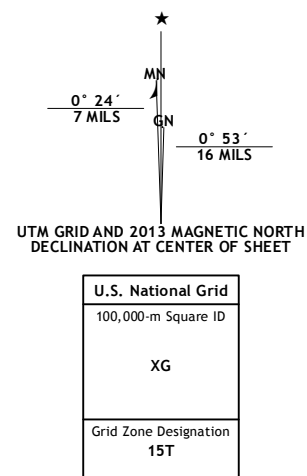 ★
MN
0° 24´
7 MILS
GN
0° 53´
16 MILS
UTM GRID AND 2013 MAGNETIC NORTH
DECLINATION AT CENTER OF SHEET
U.S. National Grid
100,000-m Square ID
XG
Grid Zone Designation
15T